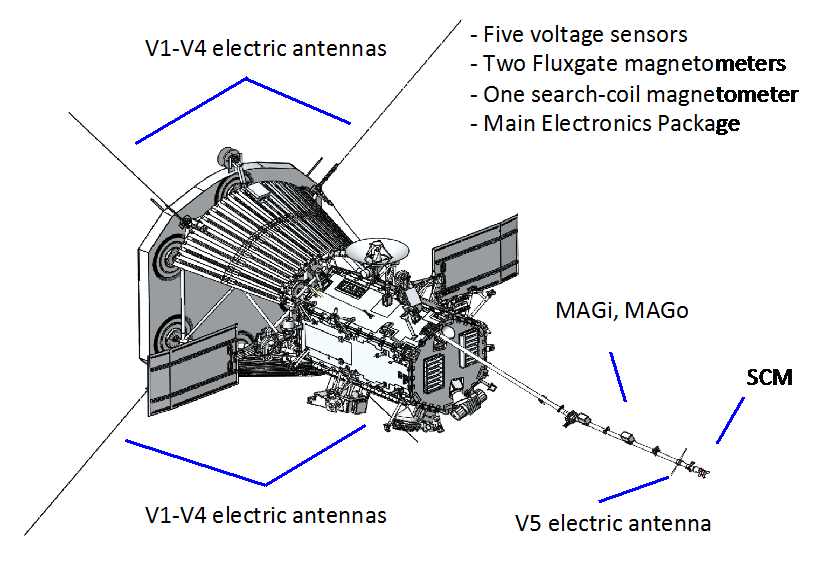 V1-V4 electric antennas
- Five voltage sensors
- Two Fluxgate magnetometers
- One search-coil magnetometer
- Main Electronics Package
MAGi, MAGo
SCM
V1-V4 electric antennas
V5 electric antenna